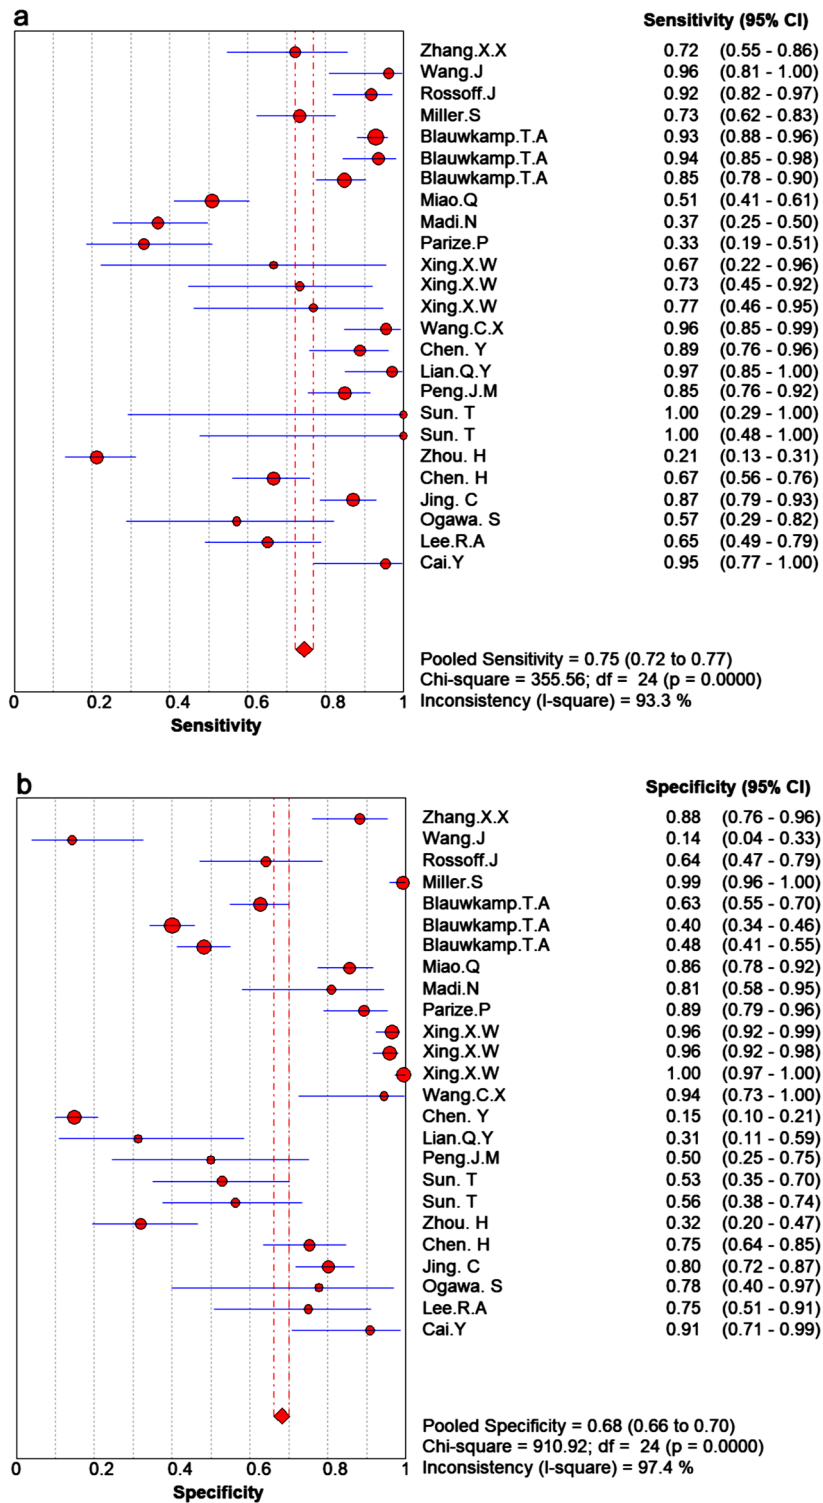 a
Sensitivity (95% CI)
Zhang.X.X 0.72 (0.55 - 0.86)
Wang.J 0.96 (0.81 - 1.00)
Rossoff.J 0.92 (0.82 - 0.97)
Miller.S 0.73 (0.62 - 0.83)
Blauwkamp.T.A 0.93 (0.88 - 0.96)
Blauwkamp.T.A 0.94 (0.85 - 0.98)
Blauwkamp.T.A 0.85 (0.78 - 0.90)
Miao.Q 0.51 (0.41 - 0.61)
Madi.N 0.37 (0.25 - 0.50)
Parize.P 0.33 (0.19 - 0.51)
Xing.X.W 0.67 (0.22 - 0.96)
Xing.X.W 0.73 (0.45 - 0.92)
Xing.X.W 0.77 (0.46 - 0.95)
Wang.C.X 0.96 (0.85 - 0.99)
Chen. Y 0.89 (0.76 - 0.96)
Lian.Q.Y 0.97 (0.85 - 1.00)
Peng.J.M 0.85 (0.76 - 0.92)
Sun. T 1.00 (0.29 - 1.00)
Sun. T 1.00 (0.48 - 1.00)
Zhou. H 0.21 (0.13 - 0.31)
Chen. H 0.67 (0.56 - 0.76)
Jing. C 0.87 (0.79 - 0.93)
Ogawa. S 0.57 (0.29 - 0.82)
Lee.R.A 0.65 (0.49 - 0.79)
Cai.Y 0.95 (0.77 - 1.00)
Pooled Sensitivity = 0.75 (0.72 to 0.77)
Chi-square = 355.56; df = 24 (p = 0.0000)
Inconsistency (I-square) = 93.3 %
0 0.2 0.4 0.6 0.8 1
Sensitivity
b
Specificity (95% CI)
Zhang.X.X 0.88 (0.76 - 0.96)
Wang.J 0.14 (0.04 - 0.33)
Rossoff.J 0.64 (0.47 - 0.79)
Miller.S 0.99 (0.96 - 1.00)
Blauwkamp.T.A 0.63 (0.55 - 0.70)
Blauwkamp.T.A 0.40 (0.34 - 0.46)
Blauwkamp.T.A 0.48 (0.41 - 0.55)
Miao.Q 0.86 (0.78 - 0.92)
Madi.N 0.81 (0.58 - 0.95)
Parize.P 0.89 (0.79 - 0.96)
Xing.X.W 0.96 (0.92 - 0.99)
Xing.X.W 0.96 (0.92 - 0.98)
Xing.X.W 1.00 (0.97 - 1.00)
Wang.C.X 0.94 (0.73 - 1.00)
Chen. Y 0.15 (0.10 - 0.21)
Lian.Q.Y 0.31 (0.11 - 0.59)
Peng.J.M 0.50 (0.25 - 0.75)
Sun. T 0.53 (0.35 - 0.70)
Sun. T 0.56 (0.38 - 0.74)
Zhou. H 0.32 (0.20 - 0.47)
Chen. H 0.75 (0.64 - 0.85)
Jing. C 0.80 (0.72 - 0.87)
Ogawa. S 0.78 (0.40 - 0.97)
Lee.R.A 0.75 (0.51 - 0.91)
Cai.Y 0.91 (0.71 - 0.99)
Pooled Specificity = 0.68 (0.66 to 0.70)
Chi-square = 910.92; df = 24 (p = 0.0000)
Inconsistency (I-square) = 97.4 %
0 0.2 0.4 0.6 0.8 1
Specificity